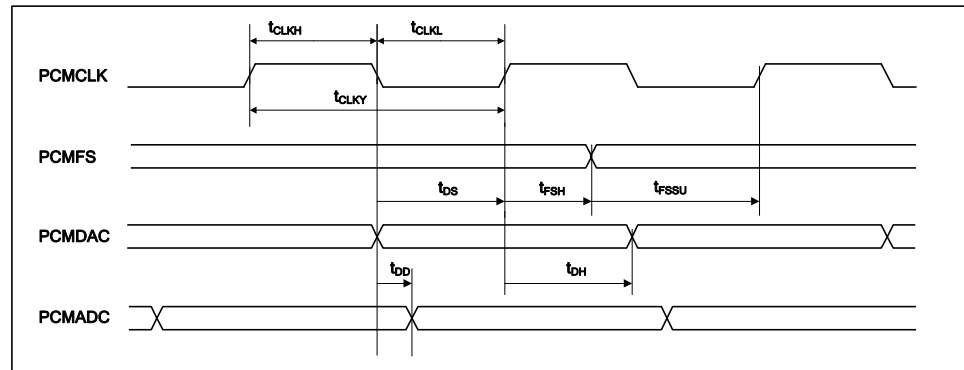 tCLKH
tCLKL
PCMCLK
tCLKY
PCMFS
tDS
tFSH
tFSSU
PCMDAC
tDD
tDH
PCMADC